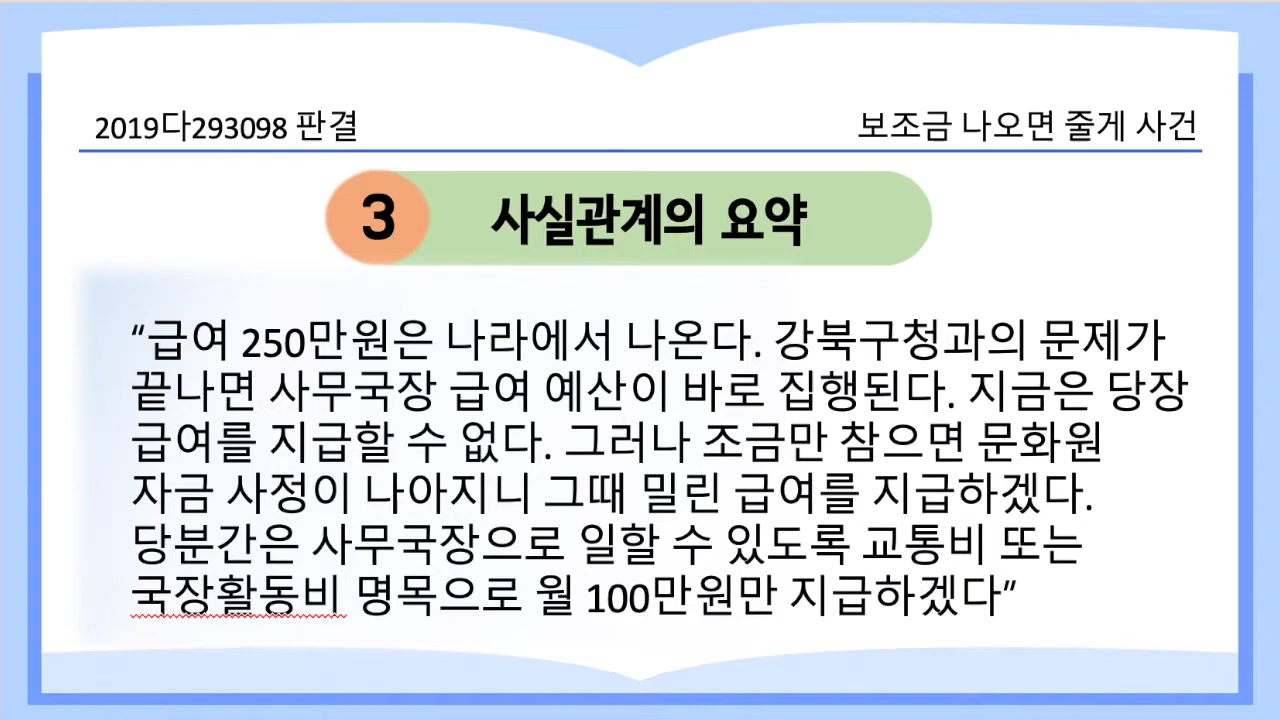 2019다293098 판결
보조금 나오면 줄게 사건
3 사실관계의 요약
“급여 250만원은 나라에서 나온다. 강북구청과의 문제가
끝나면 사무국장 급여 예산이 바로 집행된다. 지금은 당장
급여를 지급할 수 없다. 그러나 조금만 참으면 문화원
자금 사정이 나아지니 그때 밀린 급여를 지급하겠다.
당분간은 사무국장으로 일할 수 있도록 교통비 또는
국장활동비 명목으로 월 100만원만 지급하겠다”